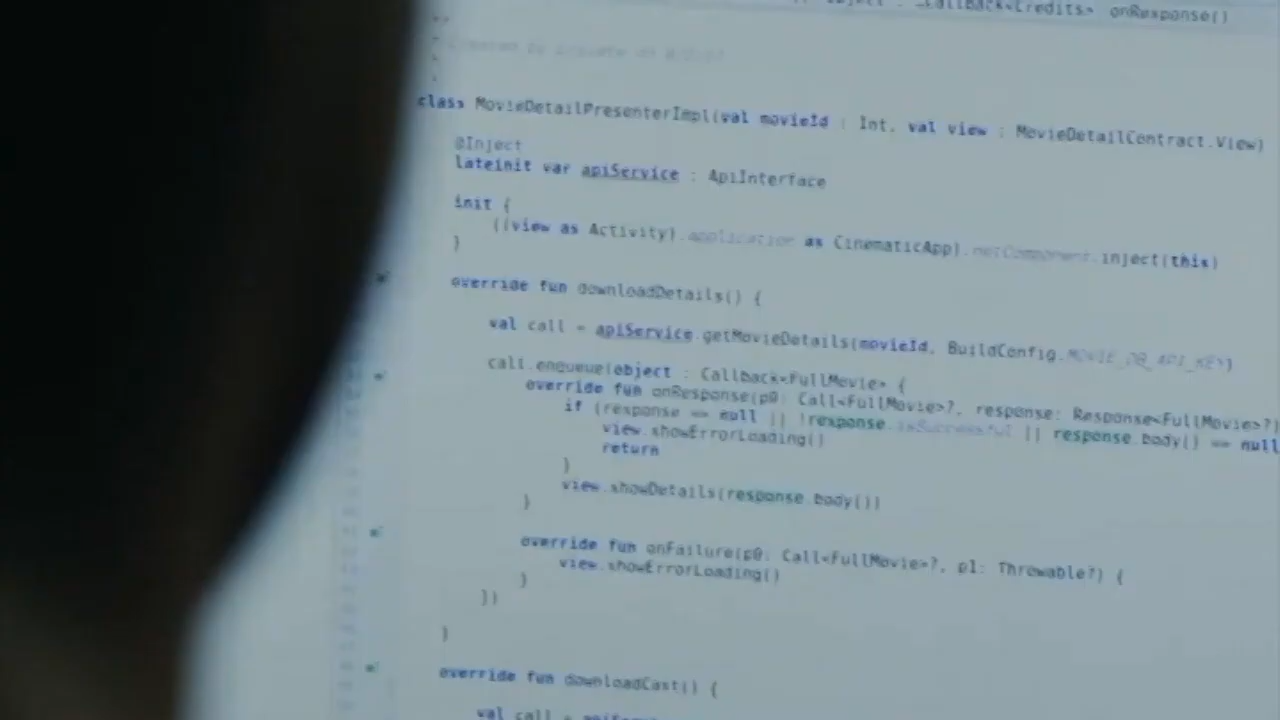 Callback<Credits> onResponse()
class MovieDetailPresenterImpl(val movieId : Int, val view : MovieDetailContract.View)
@Inject
lateinit var apiService : ApiInterface
init {
((view as Activity).application as CinematicApp).netComponent.inject(this)
}
override fun downloadDetails() {
val call = apiService.getMovieDetails(movieId, BuildConfig.MOVIE_DB_API_KEY)
call.enqueue(object : Callback<FullMovie> {
override fun onResponse(p0: Call<FullMovie>?, response: Response<FullMovie>?)
if (response == null || !response.isSuccessful || response.body() == null
view.showErrorLoading()
return
}
view.showDetails(response.body())
}
override fun onFailure(p0: Call<FullMovie>?, p1: Throwable?) {
view.showErrorLoading()
}
})
}
override fun downloadCast() {
val call =